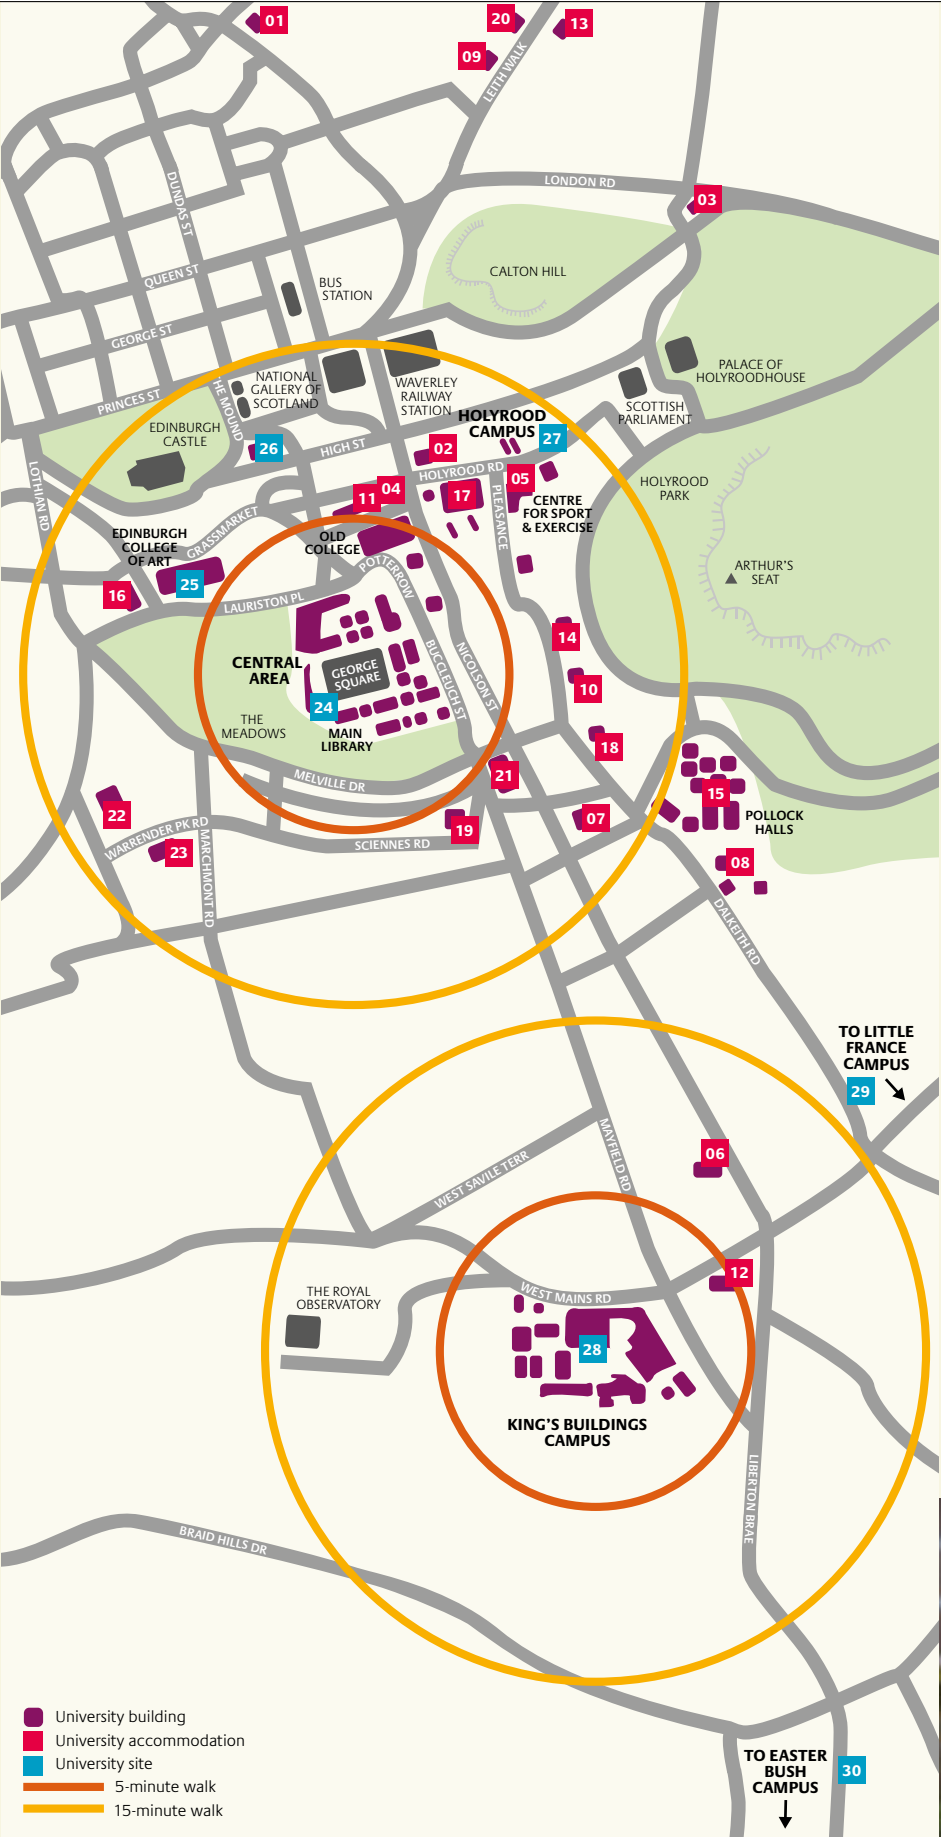 01
20
13
09
LEITH WALK
LONDON RD
03
DUNDAS ST
CALTON HILL
QUEEN ST
BUS
STATION
GEORGE ST
PALACE OF
HOLYROODHOUSE
NATIONAL
GALLERY OF
SCOTLAND
WAVERLEY
RAILWAY
STATION
THE MOUND
PRINCES ST
SCOTTISH
PARLIAMENT
HOLYROOD
CAMPUS
EDINBURGH
CASTLE
26
27
HIGH ST
02
HOLYROOD RD
05
HOLYROOD
PARK
LOTHIAN RD
11
04
17
PLEASANCE
CENTRE
FOR SPORT
& EXERCISE
GRASSMARKET
EDINBURGH
COLLEGE
OF ART
OLD
COLLEGE
POTTERROW
ARTHUR'S
SEAT
25
16
LAURISTON PL
14
CENTRAL
AREA
GEORGE
SQUARE
BUCCLEUCH ST
NICOLSON ST
10
24
THE
MEADOWS
MAIN
LIBRARY
18
MELVILLE DR
21
15
POLLOCK
HALLS
22
WARRENDER PK RD
MARCHMONT RD
19
07
SCIENNES RD
23
08
DALKEITH RD
TO LITTLE
FRANCE
CAMPUS
29
MAYFIELD RD
06
WEST SAVILE TERR
12
THE ROYAL
OBSERVATORY
WEST MAINS RD
28
KING'S BUILDINGS
CAMPUS
LIBERTON BRAE
BRAID HILLS DR
University building
University accommodation
University site
5-minute walk
15-minute walk
TO EASTER
BUSH
CAMPUS
30